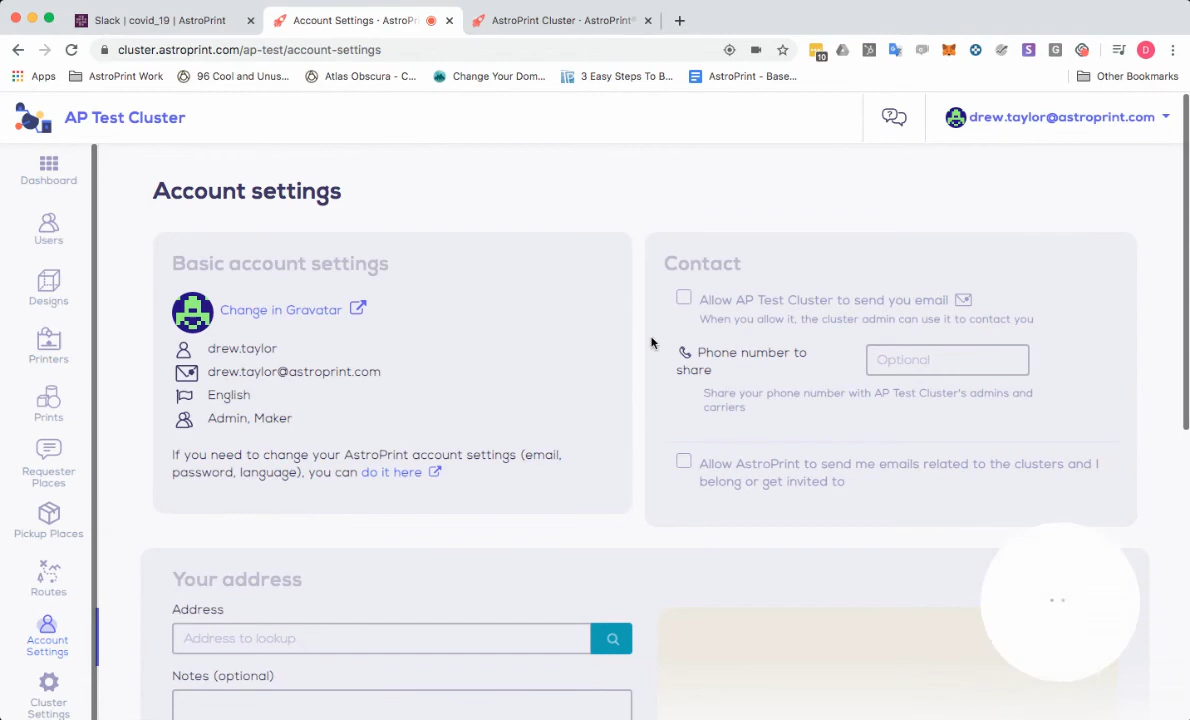 Slack | covid_19 | AstroPrint
Account Settings · AstroPri
AstroPrint Cluster · AstroPrint®
cluster.astroprint.com/ap-test/account-settings
10
S
G
D
Apps
AstroPrint Work
96 Cool and Unus...
Atlas Obscura - C...
Change Your Dom...
3 Easy Steps To B...
AstroPrint - Base...
Other Bookmarks
AP Test Cluster
drew.taylor@astroprint.com
Dashboard
Users
Designs
Printers
Prints
Requester
Places
Pickup Places
Routes
Account
Settings
Cluster
Settings
Account settings
Basic account settings
Change in Gravatar
drew.taylor
drew.taylor@astroprint.com
English
Admin, Maker
If you need to change your AstroPrint account settings (email,
password, language), you can do it here
Contact
Allow AP Test Cluster to send you email
When you allow it, the cluster admin can use it to contact you
Phone number to
share
Optional
Share your phone number with AP Test Cluster's admins and
carriers
Allow AstroPrint to send me emails related to the clusters and I
belong or get invited to
Your address
Address
Address to lookup
Notes (optional)